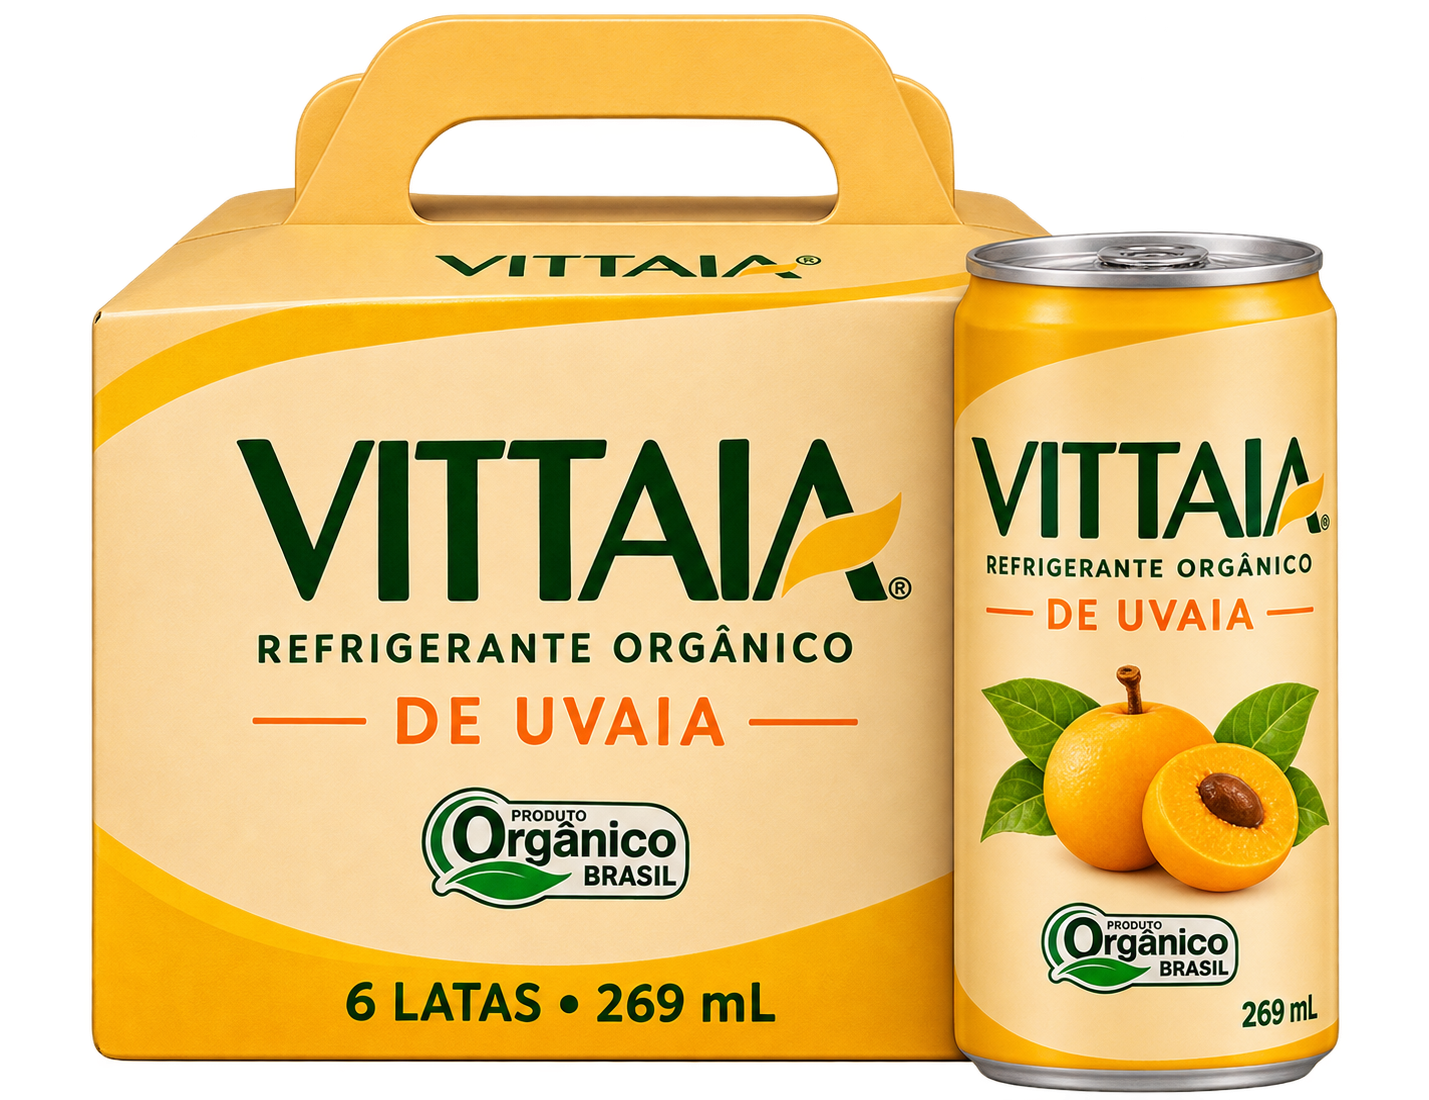 VITTAIA®
VITTAIA®
REFRIGERANTE ORGÂNICO
DE UVAIA
PRODUTO
Orgânico
BRASIL
6 LATAS • 269 mL
VITTAIA®
REFRIGERANTE ORGÂNICO
DE UVAIA
PRODUTO
Orgânico
BRASIL
269 mL